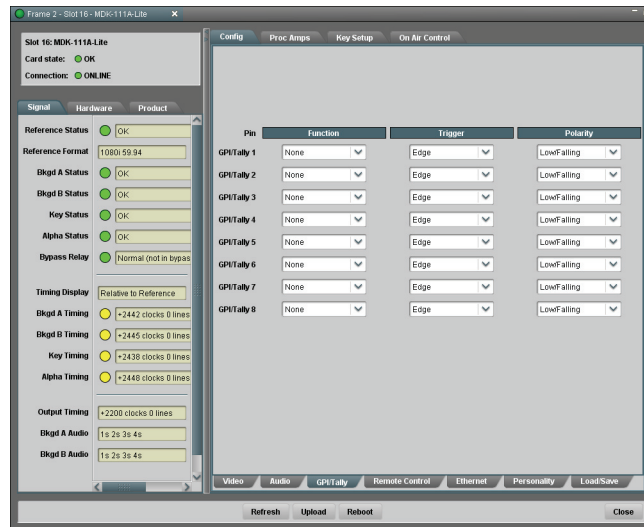 Frame 2 - Slot 16 - MDK-111A-Lite
Slot 16: MDK-111A-Lite
Card state: OK
Connection: ONLINE
Signal Hardware Product
Reference Status OK
Reference Format 1080i 59.94
Bkgd A Status OK
Bkgd B Status OK
Key Status OK
Alpha Status OK
Bypass Relay Normal (not in bypas
Timing Display Relative to Reference
Bkgd A Timing +2442 clocks 0 lines
Bkgd B Timing +2445 clocks 0 lines
Key Timing +2438 clocks 0 lines
Alpha Timing +2448 clocks 0 lines
Output Timing +2200 clocks 0 lines
Bkgd A Audio 1s 2s 3s 4s
Bkgd B Audio 1s 2s 3s 4s
Config Proc Amps Key Setup On Air Control
Pin Function Trigger Polarity
GPI/Tally 1 None Edge Low/Falling
GPI/Tally 2 None Edge Low/Falling
GPI/Tally 3 None Edge Low/Falling
GPI/Tally 4 None Edge Low/Falling
GPI/Tally 5 None Edge Low/Falling
GPI/Tally 6 None Edge Low/Falling
GPI/Tally 7 None Edge Low/Falling
GPI/Tally 8 None Edge Low/Falling
Video Audio GPI/Tally Remote Control Ethernet Personality Load/Save
Refresh Upload Reboot Close